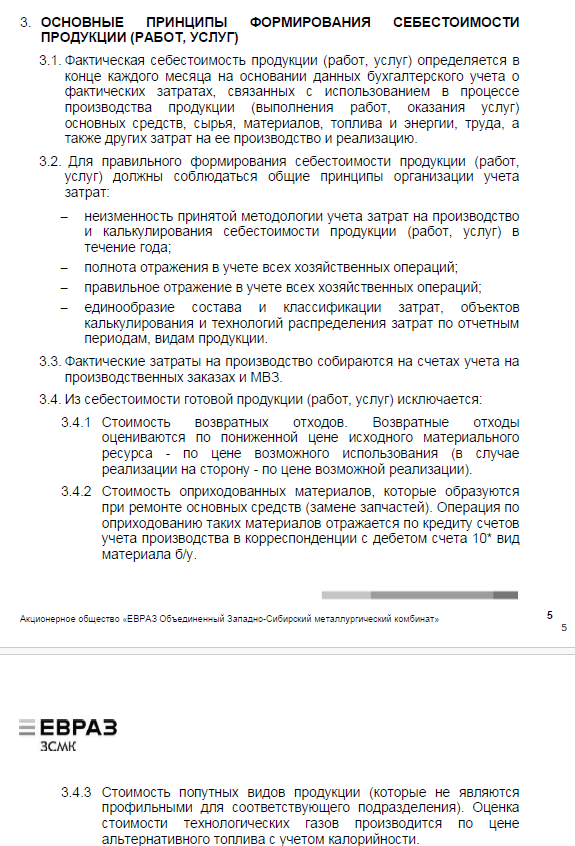 3. ОСНОВНЫЕ ПРИНЦИПЫ ФОРМИРОВАНИЯ СЕБЕСТОИМОСТИ
ПРОДУКЦИИ (РАБОТ, УСЛУГ)
3.1. Фактическая себестоимость продукции (работ, услуг) определяется в
конце каждого месяца на основании данных бухгалтерского учета о
фактических затратах, связанных с использованием в процессе
производства продукции (выполнения работ, оказания услуг)
основных средств, сырья, материалов, топлива и энергии, труда, а
также других затрат на ее производство и реализацию.
3.2. Для правильного формирования себестоимости продукции (работ,
услуг) должны соблюдаться общие принципы организации учета
затрат:
– неизменность принятой методологии учета затрат на производство
и калькулирования себестоимости продукции (работ, услуг) в
течение года;
– полнота отражения в учете всех хозяйственных операций;
– правильное отражение в учете всех хозяйственных операций;
– единообразие состава и классификации затрат, объектов
калькулирования и технологий распределения затрат по отчетным
периодам, видам продукции.
3.3. Фактические затраты на производство собираются на счетах учета на
производственных заказах и МВЗ.
3.4. Из себестоимости готовой продукции (работ, услуг) исключается:
3.4.1 Стоимость возвратных отходов. Возвратные отходы
оцениваются по пониженной цене исходного материального
ресурса - по цене возможного использования (в случае
реализации на сторону - по цене возможной реализации).
3.4.2 Стоимость оприходованных материалов, которые образуются
при ремонте основных средств (замене запчастей). Операция по
оприходованию таких материалов отражается по кредиту счетов
учета производства в корреспонденции с дебетом счета 10* вид
материала б/у.
Акционерное общество «ЕВРАЗ Объединенный Западно-Сибирский металлургический комбинат» 5
5
ЕВРАЗ
ЗСМК
3.4.3 Стоимость попутных видов продукции (которые не являются
профильными для соответствующего подразделения). Оценка
стоимости технологических газов производится по цене
альтернативного топлива с учетом калорийности.